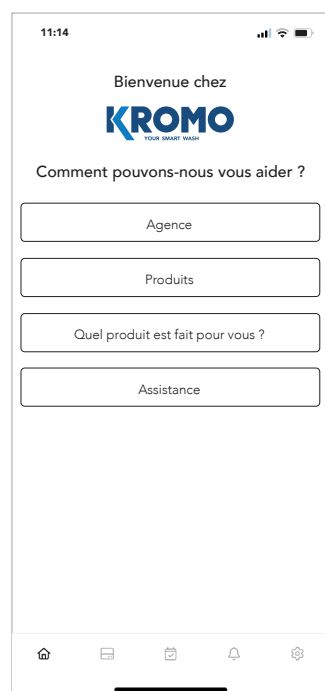 11:14
Bienvenue chez
KROMO
YOUR SMART WASH
Comment pouvons-nous vous aider ?
Agence
Produits
Quel produit est fait pour vous ?
Assistance